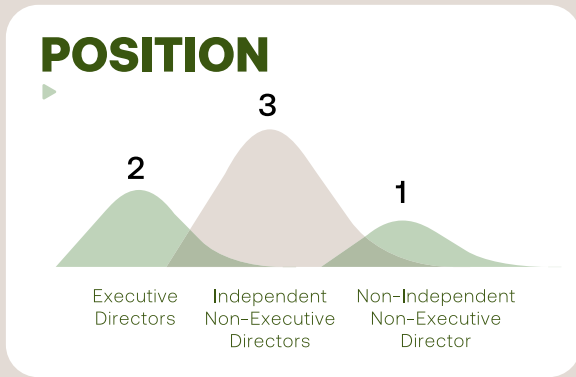 POSITION
3
2
1
Executive
Directors
Independent
Non-Executive
Directors
Non-Independent
Non-Executive
Director